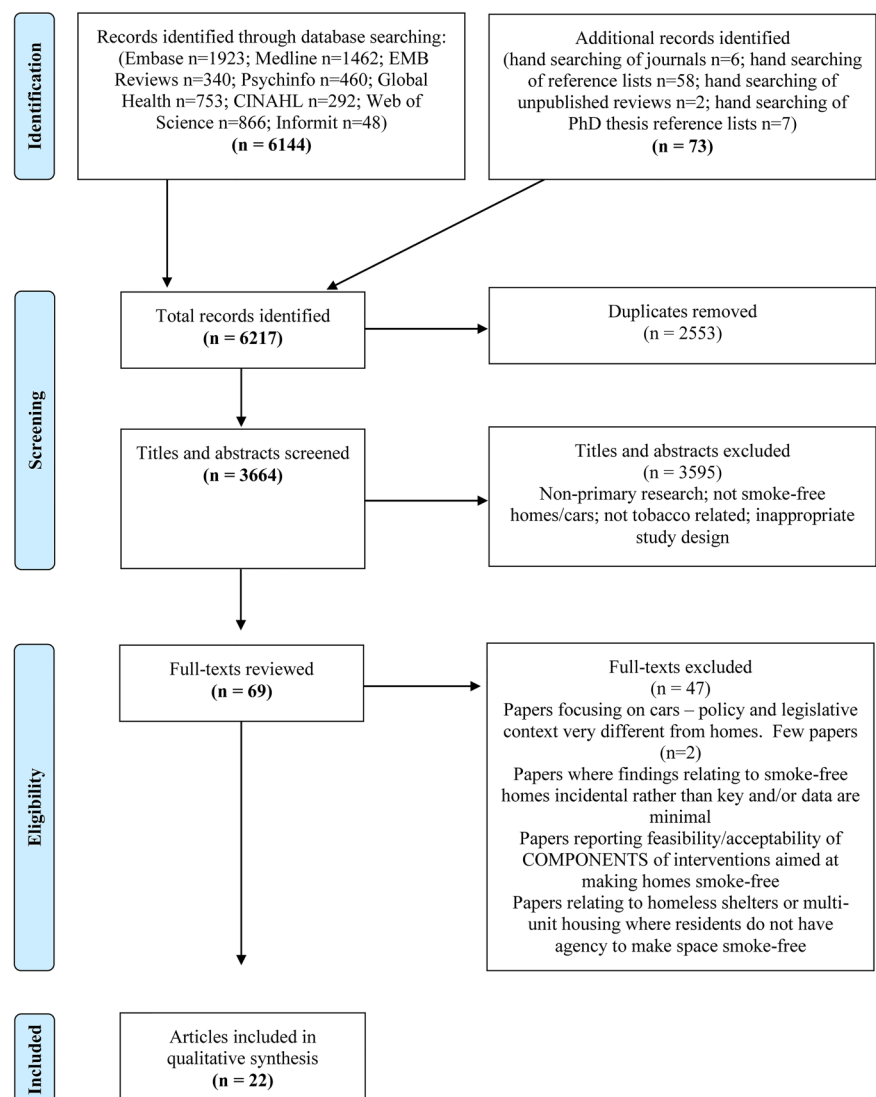 Identification
Records identified through database searching:
(Embase n=1923; Medline n=1462; EMB
Reviews n=340; Psychinfo n=460; Global
Health n=753; CINAHL n=292; Web of
Science n=866; Informit n=48)
(n = 6144)
Additional records identified
(hand searching of journals n=6; hand searching
of reference lists n=58; hand searching of
unpublished reviews n=2; hand searching of
PhD thesis reference lists n=7)
(n = 73)
Screening
Total records identified
(n = 6217)
Duplicates removed
(n = 2553)
Titles and abstracts screened
(n = 3664)
Titles and abstracts excluded
(n = 3595)
Non-primary research; not smoke-free
homes/cars; not tobacco related; inappropriate
study design
Eligibility
Full-texts reviewed
(n = 69)
Full-texts excluded
(n = 47)
Papers focusing on cars – policy and legislative
context very different from homes.  Few papers
(n=2)
Papers where findings relating to smoke-free
homes incidental rather than key and/or data are
minimal
Papers reporting feasibility/acceptability of
COMPONENTS of interventions aimed at
making homes smoke-free
Papers relating to homeless shelters or multi-
unit housing where residents do not have
agency to make space smoke-free
Included
Articles included in
qualitative synthesis
(n = 22)